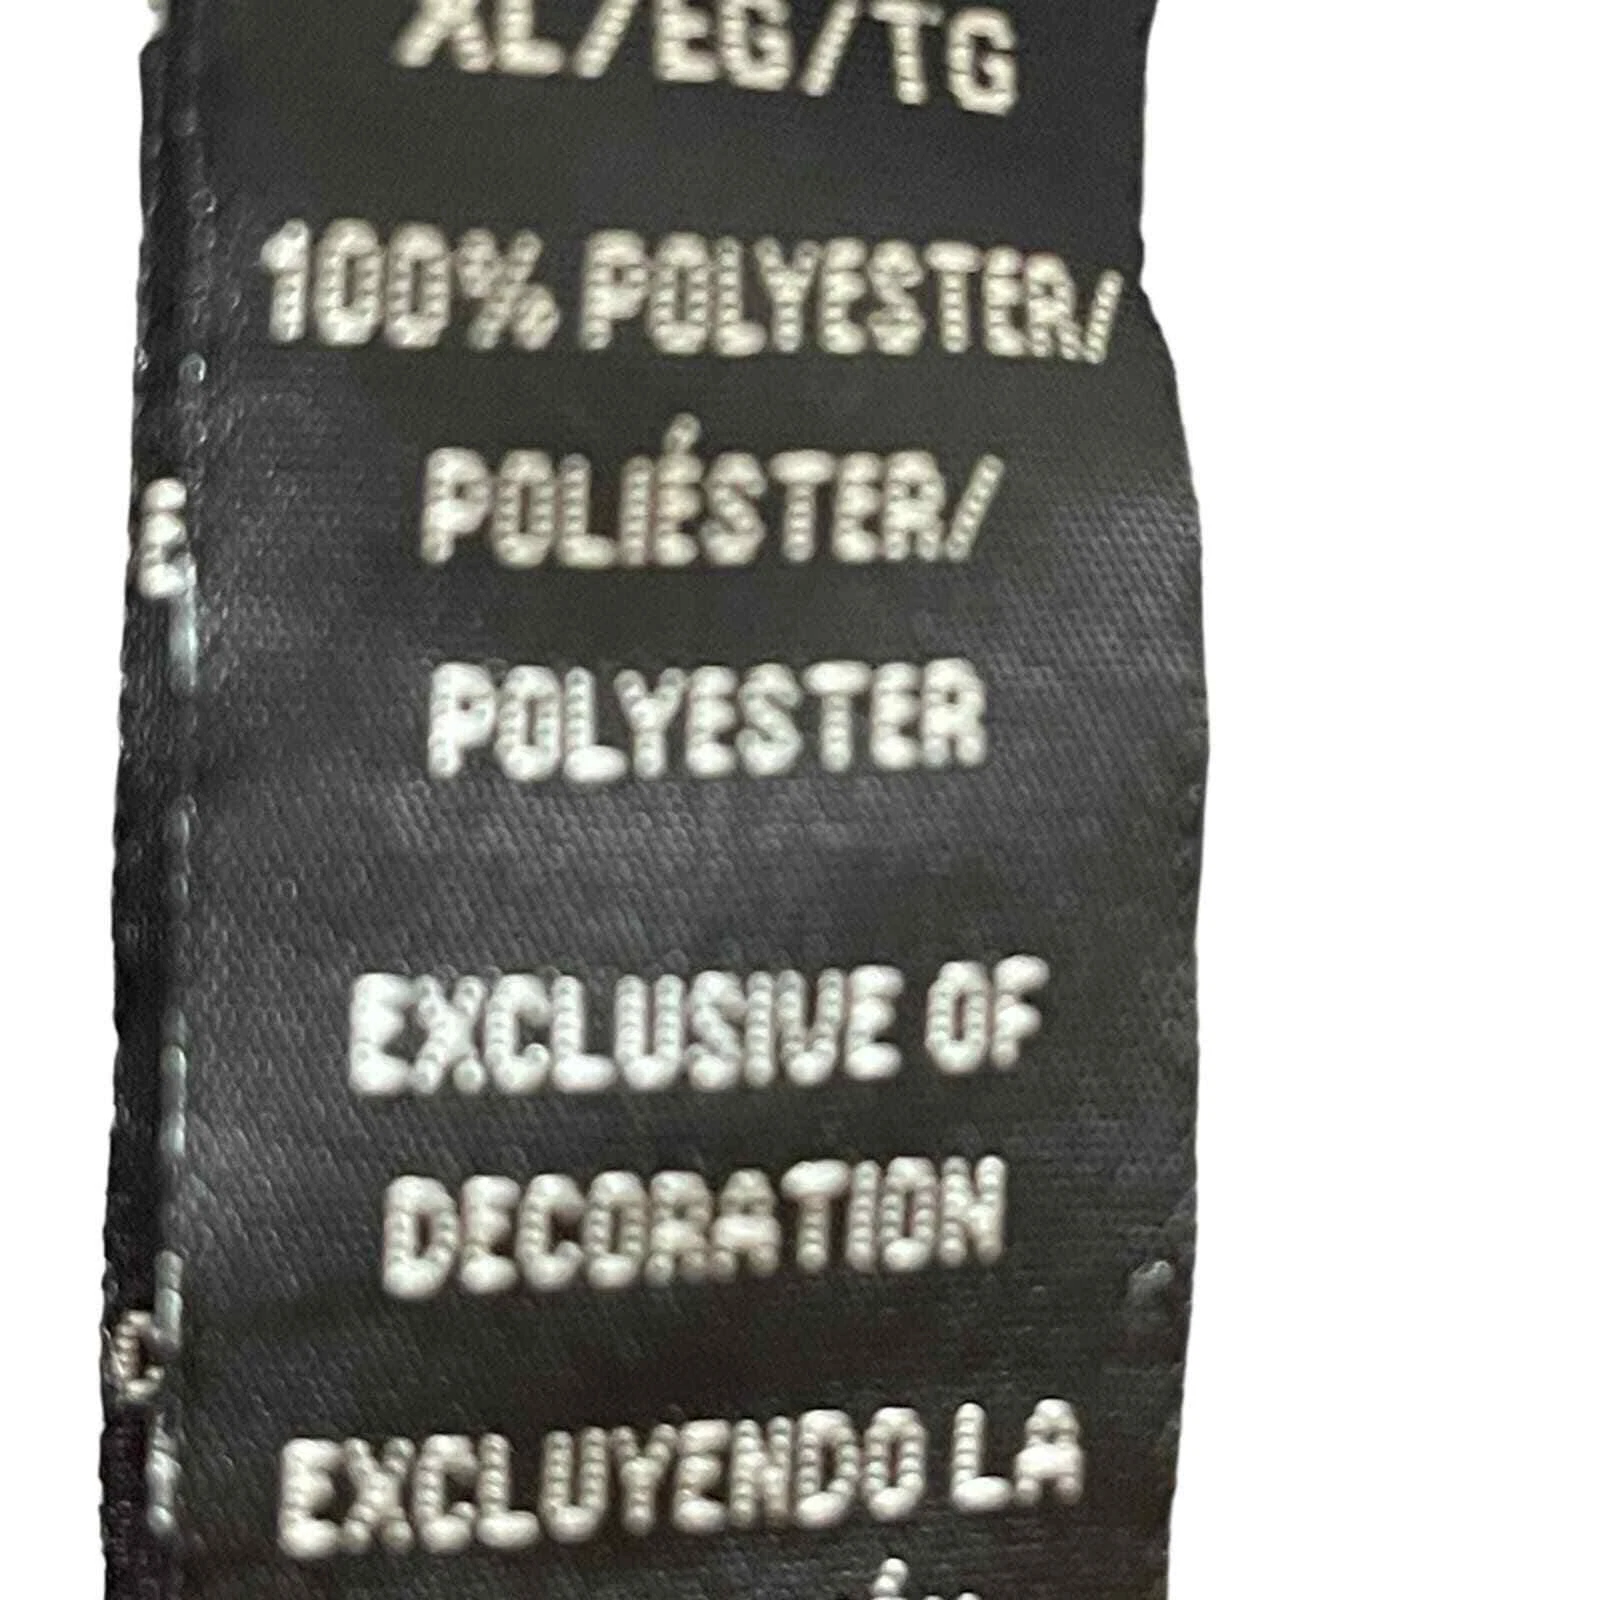 XL/EG/TG
100% POLYESTER/
POLIÉSTER/
POLYESTER
EXCLUSIVE OF
DECORATION
EXCLUYENDO LA